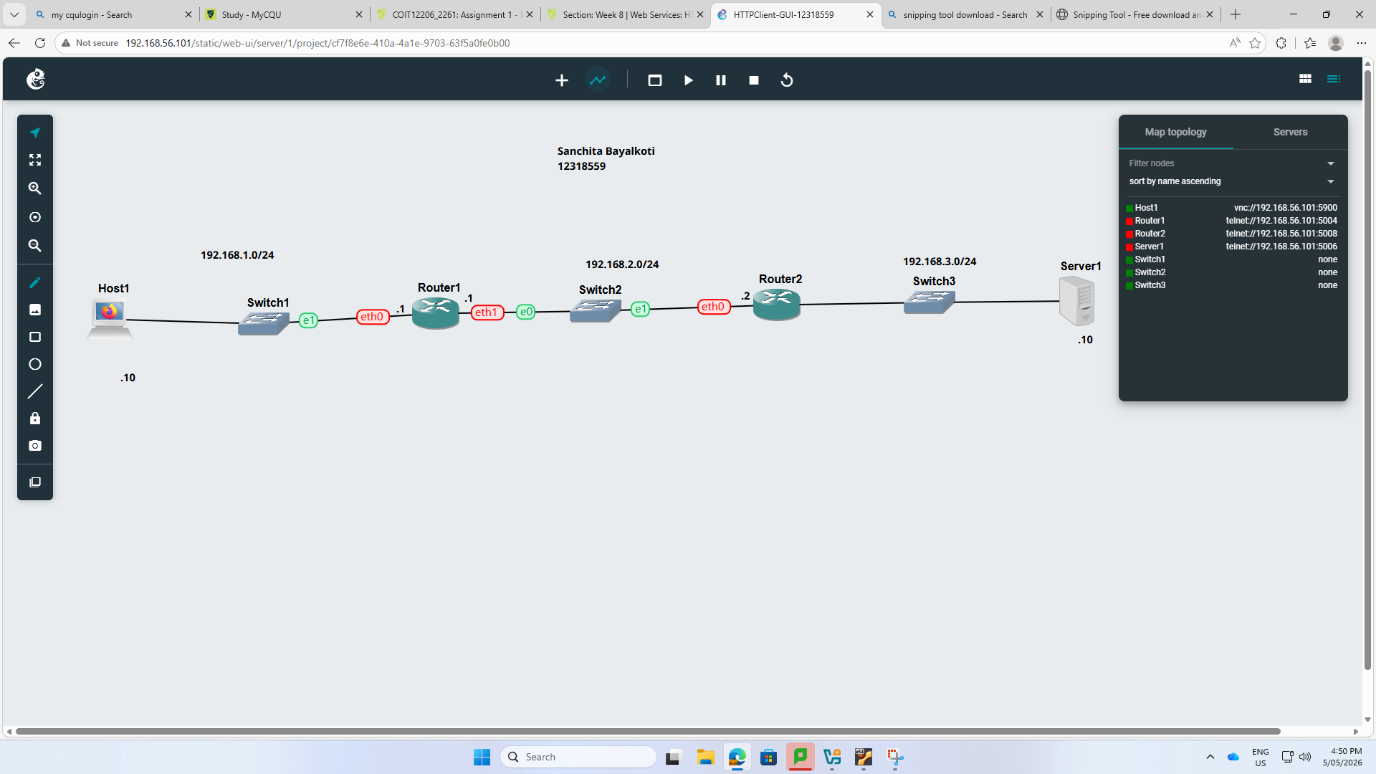 my cqulogin - Search
Study - MyCQU
COIT12206_2261: Assignment 1 -
Section: Week 8 | Web Services: HT
HTTPClient-GUI-12318559
snipping tool download - Search
Snipping Tool - Free download an
Not secure
192.168.56.101/static/web-ui/server/1/project/cf7f8e6e-410a-4a1e-9703-63f5a0fe0b00
Map topology
Servers
Filter nodes
sort by name ascending
Host1 vnc://192.168.56.101:5900
Router1 telnet://192.168.56.101:5004
Router2 telnet://192.168.56.101:5008
Server1 telnet://192.168.56.101:5006
Switch1 none
Switch2 none
Switch3 none
Sanchita Bayalkoti
12318559
192.168.1.0/24
192.168.2.0/24
192.168.3.0/24
Host1
Switch1
Router1
Switch2
Router2
Switch3
Server1
e1
eth0
.1
.1
eth1
e0
e1
eth0
.2
.10
.10
Search
ENG
US
4:50 PM
5/05/2026